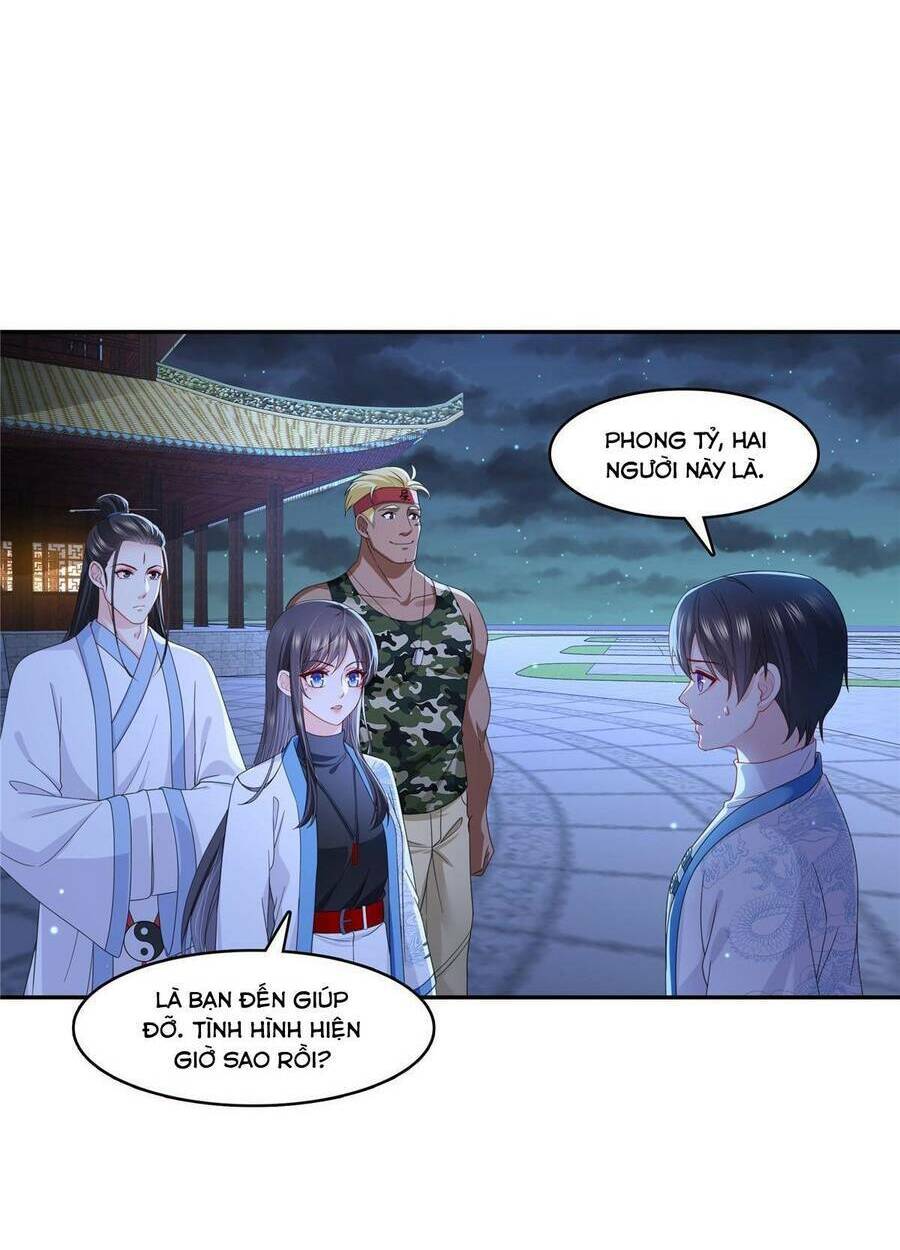 PHONG TỶ, HAI
NGƯỜI NÀY LÀ.
LÀ BẠN ĐẾN GIÚP
ĐỠ. TÌNH HÌNH HIỆN
GIỜ SAO RỒI?